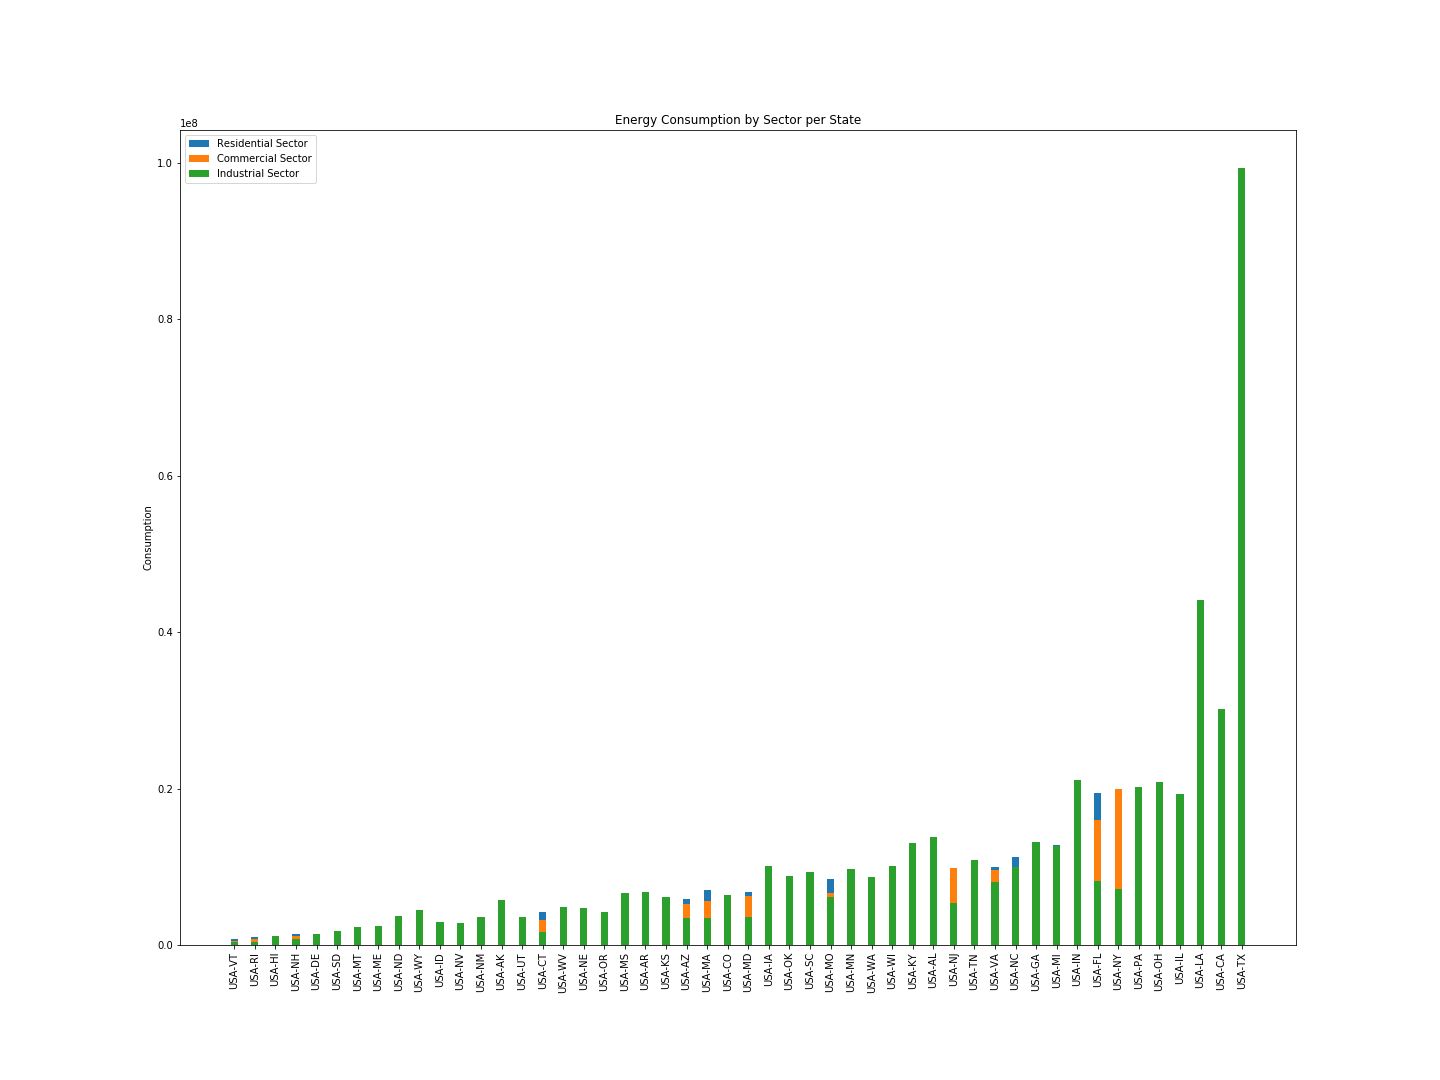 Energy Consumption by Sector per State
1e8
Residential Sector
Commercial Sector
Industrial Sector
1.0
0.8
0.6
0.4
0.2
0.0
Consumption
USA-VT
USA-RI
USA-HI
USA-NH
USA-DE
USA-SD
USA-MT
USA-ME
USA-ND
USA-WY
USA-ID
USA-NV
USA-NM
USA-AK
USA-UT
USA-CT
USA-WV
USA-NE
USA-OR
USA-MS
USA-AR
USA-KS
USA-AZ
USA-MA
USA-CO
USA-MD
USA-IA
USA-OK
USA-SC
USA-MO
USA-MN
USA-WA
USA-WI
USA-KY
USA-AL
USA-NJ
USA-TN
USA-VA
USA-NC
USA-GA
USA-MI
USA-IN
USA-FL
USA-NY
USA-PA
USA-OH
USA-IL
USA-LA
USA-CA
USA-TX